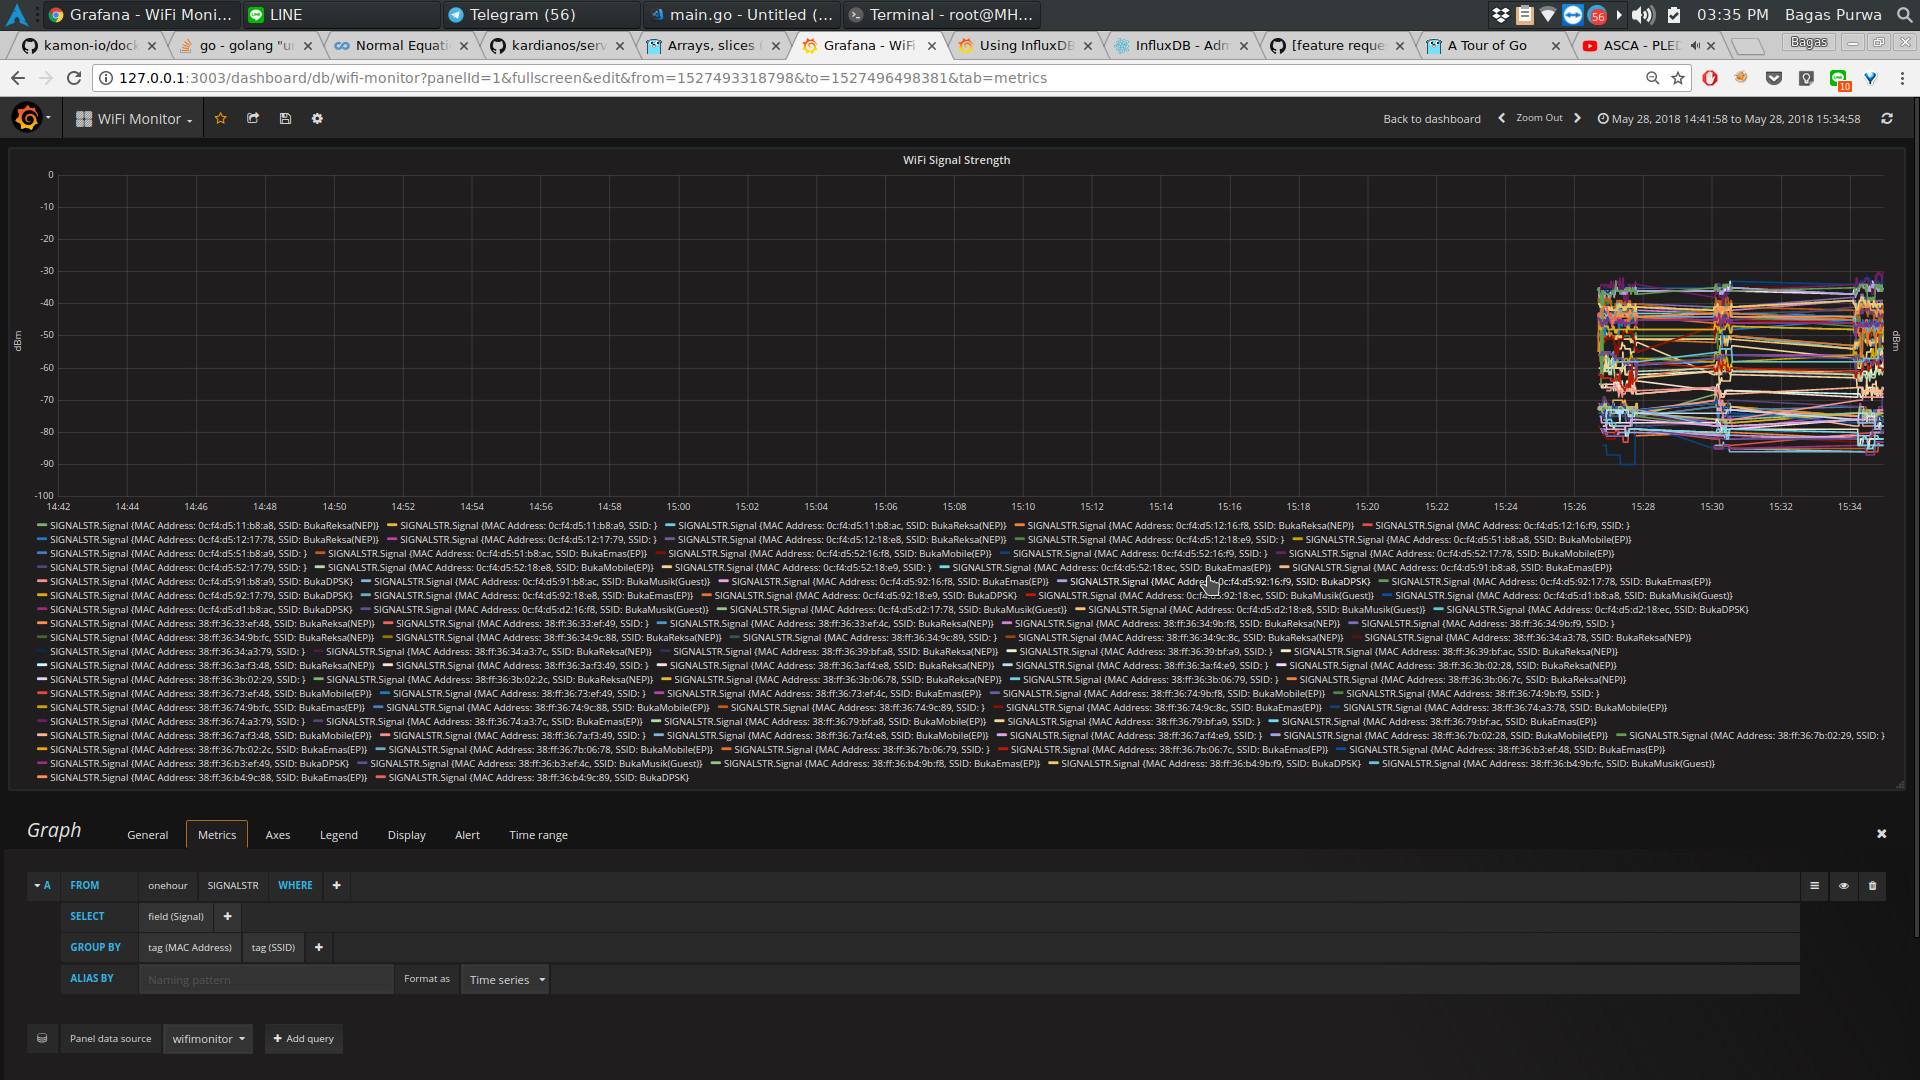 Grafana - WiFi Moni... LINE Telegram (56) main.go - Untitled (... Terminal - root@MH... 56 03:35 PM Bagas Purwa
kamon-io/dock go - golang "u Normal Equati kardianos/serv Arrays, slices ( Grafana - WiFi Using InfluxDB InfluxDB - Adm [feature reque A Tour of Go ASCA - PLED Bagas
127.0.0.1:3003/dashboard/db/wifi-monitor?panelId=1&fullscreen&edit&from=1527493318798&to=1527496498381&tab=metrics 10
WiFi Monitor Back to dashboard Zoom Out May 28, 2018 14:41:58 to May 28, 2018 15:34:58
WiFi Signal Strength
0
-10
-20
-30
-40
-50
-60
-70
-80
-90
-100
dBm
dBm
14:42 14:44 14:46 14:48 14:50 14:52 14:54 14:56 14:58 15:00 15:02 15:04 15:06 15:08 15:10 15:12 15:14 15:16 15:18 15:20 15:22 15:24 15:26 15:28 15:30 15:32 15:34
SIGNALSTR.Signal {MAC Address: 0c:f4:d5:11:b8:a8, SSID: BukaReksa(NEP)} SIGNALSTR.Signal {MAC Address: 0c:f4:d5:11:b8:a9, SSID: } SIGNALSTR.Signal {MAC Address: 0c:f4:d5:11:b8:ac, SSID: BukaReksa(NEP)} SIGNALSTR.Signal {MAC Address: 0c:f4:d5:12:16:f8, SSID: BukaReksa(NEP)} SIGNALSTR.Signal {MAC Address: 0c:f4:d5:12:16:f9, SSID: }
SIGNALSTR.Signal {MAC Address: 0c:f4:d5:12:17:78, SSID: BukaReksa(NEP)} SIGNALSTR.Signal {MAC Address: 0c:f4:d5:12:17:79, SSID: } SIGNALSTR.Signal {MAC Address: 0c:f4:d5:12:18:e8, SSID: BukaReksa(NEP)} SIGNALSTR.Signal {MAC Address: 0c:f4:d5:12:18:e9, SSID: } SIGNALSTR.Signal {MAC Address: 0c:f4:d5:51:b8:a8, SSID: BukaMobile(EP)}
SIGNALSTR.Signal {MAC Address: 0c:f4:d5:51:b8:a9, SSID: } SIGNALSTR.Signal {MAC Address: 0c:f4:d5:51:b8:ac, SSID: BukaEmas(EP)} SIGNALSTR.Signal {MAC Address: 0c:f4:d5:52:16:f8, SSID: BukaMobile(EP)} SIGNALSTR.Signal {MAC Address: 0c:f4:d5:52:16:f9, SSID: } SIGNALSTR.Signal {MAC Address: 0c:f4:d5:52:17:78, SSID: BukaMobile(EP)}
SIGNALSTR.Signal {MAC Address: 0c:f4:d5:52:17:79, SSID: } SIGNALSTR.Signal {MAC Address: 0c:f4:d5:52:18:e8, SSID: BukaMobile(EP)} SIGNALSTR.Signal {MAC Address: 0c:f4:d5:52:18:e9, SSID: } SIGNALSTR.Signal {MAC Address: 0c:f4:d5:52:18:ec, SSID: BukaEmas(EP)} SIGNALSTR.Signal {MAC Address: 0c:f4:d5:91:b8:a8, SSID: BukaEmas(EP)}
SIGNALSTR.Signal {MAC Address: 0c:f4:d5:91:b8:a9, SSID: BukaDPSK} SIGNALSTR.Signal {MAC Address: 0c:f4:d5:91:b8:ac, SSID: BukaMusik(Guest)} SIGNALSTR.Signal {MAC Address: 0c:f4:d5:92:16:f8, SSID: BukaEmas(EP)} SIGNALSTR.Signal {MAC Address: 0c:f4:d5:92:16:f9, SSID: BukaDPSK} SIGNALSTR.Signal {MAC Address: 0c:f4:d5:92:17:78, SSID: BukaEmas(EP)}
SIGNALSTR.Signal {MAC Address: 0c:f4:d5:92:17:79, SSID: BukaDPSK} SIGNALSTR.Signal {MAC Address: 0c:f4:d5:92:18:e8, SSID: BukaEmas(EP)} SIGNALSTR.Signal {MAC Address: 0c:f4:d5:92:18:e9, SSID: BukaDPSK} SIGNALSTR.Signal {MAC Address: 0c:f4:d5:92:18:ec, SSID: BukaMusik(Guest)} SIGNALSTR.Signal {MAC Address: 0c:f4:d5:d1:b8:a8, SSID: BukaMusik(Guest)}
SIGNALSTR.Signal {MAC Address: 0c:f4:d5:d1:b8:ac, SSID: BukaDPSK} SIGNALSTR.Signal {MAC Address: 0c:f4:d5:d2:16:f8, SSID: BukaMusik(Guest)} SIGNALSTR.Signal {MAC Address: 0c:f4:d5:d2:17:78, SSID: BukaMusik(Guest)} SIGNALSTR.Signal {MAC Address: 0c:f4:d5:d2:18:e8, SSID: BukaMusik(Guest)} SIGNALSTR.Signal {MAC Address: 0c:f4:d5:d2:18:ec, SSID: BukaDPSK}
SIGNALSTR.Signal {MAC Address: 38:ff:36:33:ef:48, SSID: BukaReksa(NEP)} SIGNALSTR.Signal {MAC Address: 38:ff:36:33:ef:49, SSID: } SIGNALSTR.Signal {MAC Address: 38:ff:36:33:ef:4c, SSID: BukaReksa(NEP)} SIGNALSTR.Signal {MAC Address: 38:ff:36:34:9b:f8, SSID: BukaReksa(NEP)} SIGNALSTR.Signal {MAC Address: 38:ff:36:34:9b:f9, SSID: }
SIGNALSTR.Signal {MAC Address: 38:ff:36:34:9b:fc, SSID: BukaReksa(NEP)} SIGNALSTR.Signal {MAC Address: 38:ff:36:34:9c:88, SSID: BukaReksa(NEP)} SIGNALSTR.Signal {MAC Address: 38:ff:36:34:9c:89, SSID: } SIGNALSTR.Signal {MAC Address: 38:ff:36:34:9c:8c, SSID: BukaReksa(NEP)} SIGNALSTR.Signal {MAC Address: 38:ff:36:34:a3:78, SSID: BukaReksa(NEP)}
SIGNALSTR.Signal {MAC Address: 38:ff:36:34:a3:79, SSID: } SIGNALSTR.Signal {MAC Address: 38:ff:36:34:a3:7c, SSID: BukaReksa(NEP)} SIGNALSTR.Signal {MAC Address: 38:ff:36:39:bf:a8, SSID: BukaReksa(NEP)} SIGNALSTR.Signal {MAC Address: 38:ff:36:39:bf:a9, SSID: } SIGNALSTR.Signal {MAC Address: 38:ff:36:39:bf:ac, SSID: BukaReksa(NEP)}
SIGNALSTR.Signal {MAC Address: 38:ff:36:3a:f3:48, SSID: BukaReksa(NEP)} SIGNALSTR.Signal {MAC Address: 38:ff:36:3a:f3:49, SSID: } SIGNALSTR.Signal {MAC Address: 38:ff:36:3a:f4:e8, SSID: BukaReksa(NEP)} SIGNALSTR.Signal {MAC Address: 38:ff:36:3a:f4:e9, SSID: } SIGNALSTR.Signal {MAC Address: 38:ff:36:3b:02:28, SSID: BukaReksa(NEP)}
SIGNALSTR.Signal {MAC Address: 38:ff:36:3b:02:29, SSID: } SIGNALSTR.Signal {MAC Address: 38:ff:36:3b:02:2c, SSID: BukaReksa(NEP)} SIGNALSTR.Signal {MAC Address: 38:ff:36:3b:06:78, SSID: BukaReksa(NEP)} SIGNALSTR.Signal {MAC Address: 38:ff:36:3b:06:79, SSID: } SIGNALSTR.Signal {MAC Address: 38:ff:36:3b:06:7c, SSID: BukaReksa(NEP)}
SIGNALSTR.Signal {MAC Address: 38:ff:36:73:ef:48, SSID: BukaMobile(EP)} SIGNALSTR.Signal {MAC Address: 38:ff:36:73:ef:49, SSID: } SIGNALSTR.Signal {MAC Address: 38:ff:36:73:ef:4c, SSID: BukaEmas(EP)} SIGNALSTR.Signal {MAC Address: 38:ff:36:74:9b:f8, SSID: BukaMobile(EP)} SIGNALSTR.Signal {MAC Address: 38:ff:36:74:9b:f9, SSID: }
SIGNALSTR.Signal {MAC Address: 38:ff:36:74:9b:fc, SSID: BukaEmas(EP)} SIGNALSTR.Signal {MAC Address: 38:ff:36:74:9c:88, SSID: BukaMobile(EP)} SIGNALSTR.Signal {MAC Address: 38:ff:36:74:9c:89, SSID: } SIGNALSTR.Signal {MAC Address: 38:ff:36:74:9c:8c, SSID: BukaEmas(EP)} SIGNALSTR.Signal {MAC Address: 38:ff:36:74:a3:78, SSID: BukaMobile(EP)}
SIGNALSTR.Signal {MAC Address: 38:ff:36:74:a3:79, SSID: } SIGNALSTR.Signal {MAC Address: 38:ff:36:74:a3:7c, SSID: BukaEmas(EP)} SIGNALSTR.Signal {MAC Address: 38:ff:36:79:bf:a8, SSID: BukaMobile(EP)} SIGNALSTR.Signal {MAC Address: 38:ff:36:79:bf:a9, SSID: } SIGNALSTR.Signal {MAC Address: 38:ff:36:79:bf:ac, SSID: BukaEmas(EP)}
SIGNALSTR.Signal {MAC Address: 38:ff:36:7a:f3:48, SSID: BukaMobile(EP)} SIGNALSTR.Signal {MAC Address: 38:ff:36:7a:f3:49, SSID: } SIGNALSTR.Signal {MAC Address: 38:ff:36:7a:f4:e8, SSID: BukaMobile(EP)} SIGNALSTR.Signal {MAC Address: 38:ff:36:7a:f4:e9, SSID: } SIGNALSTR.Signal {MAC Address: 38:ff:36:7b:02:28, SSID: BukaMobile(EP)} SIGNALSTR.Signal {MAC Address: 38:ff:36:7b:02:29, SSID: }
SIGNALSTR.Signal {MAC Address: 38:ff:36:7b:02:2c, SSID: BukaEmas(EP)} SIGNALSTR.Signal {MAC Address: 38:ff:36:7b:06:78, SSID: BukaMobile(EP)} SIGNALSTR.Signal {MAC Address: 38:ff:36:7b:06:79, SSID: } SIGNALSTR.Signal {MAC Address: 38:ff:36:7b:06:7c, SSID: BukaEmas(EP)} SIGNALSTR.Signal {MAC Address: 38:ff:36:b3:ef:48, SSID: BukaEmas(EP)}
SIGNALSTR.Signal {MAC Address: 38:ff:36:b3:ef:49, SSID: BukaDPSK} SIGNALSTR.Signal {MAC Address: 38:ff:36:b3:ef:4c, SSID: BukaMusik(Guest)} SIGNALSTR.Signal {MAC Address: 38:ff:36:b4:9b:f8, SSID: BukaEmas(EP)} SIGNALSTR.Signal {MAC Address: 38:ff:36:b4:9b:f9, SSID: BukaDPSK} SIGNALSTR.Signal {MAC Address: 38:ff:36:b4:9b:fc, SSID: BukaMusik(Guest)}
SIGNALSTR.Signal {MAC Address: 38:ff:36:b4:9c:88, SSID: BukaEmas(EP)} SIGNALSTR.Signal {MAC Address: 38:ff:36:b4:9c:89, SSID: BukaDPSK}
Graph General Metrics Axes Legend Display Alert Time range
A FROM onehour SIGNALSTR WHERE
SELECT field (Signal)
GROUP BY tag (MAC Address) tag (SSID)
ALIAS BY Naming pattern Format as Time series
Panel data source wifimonitor Add query